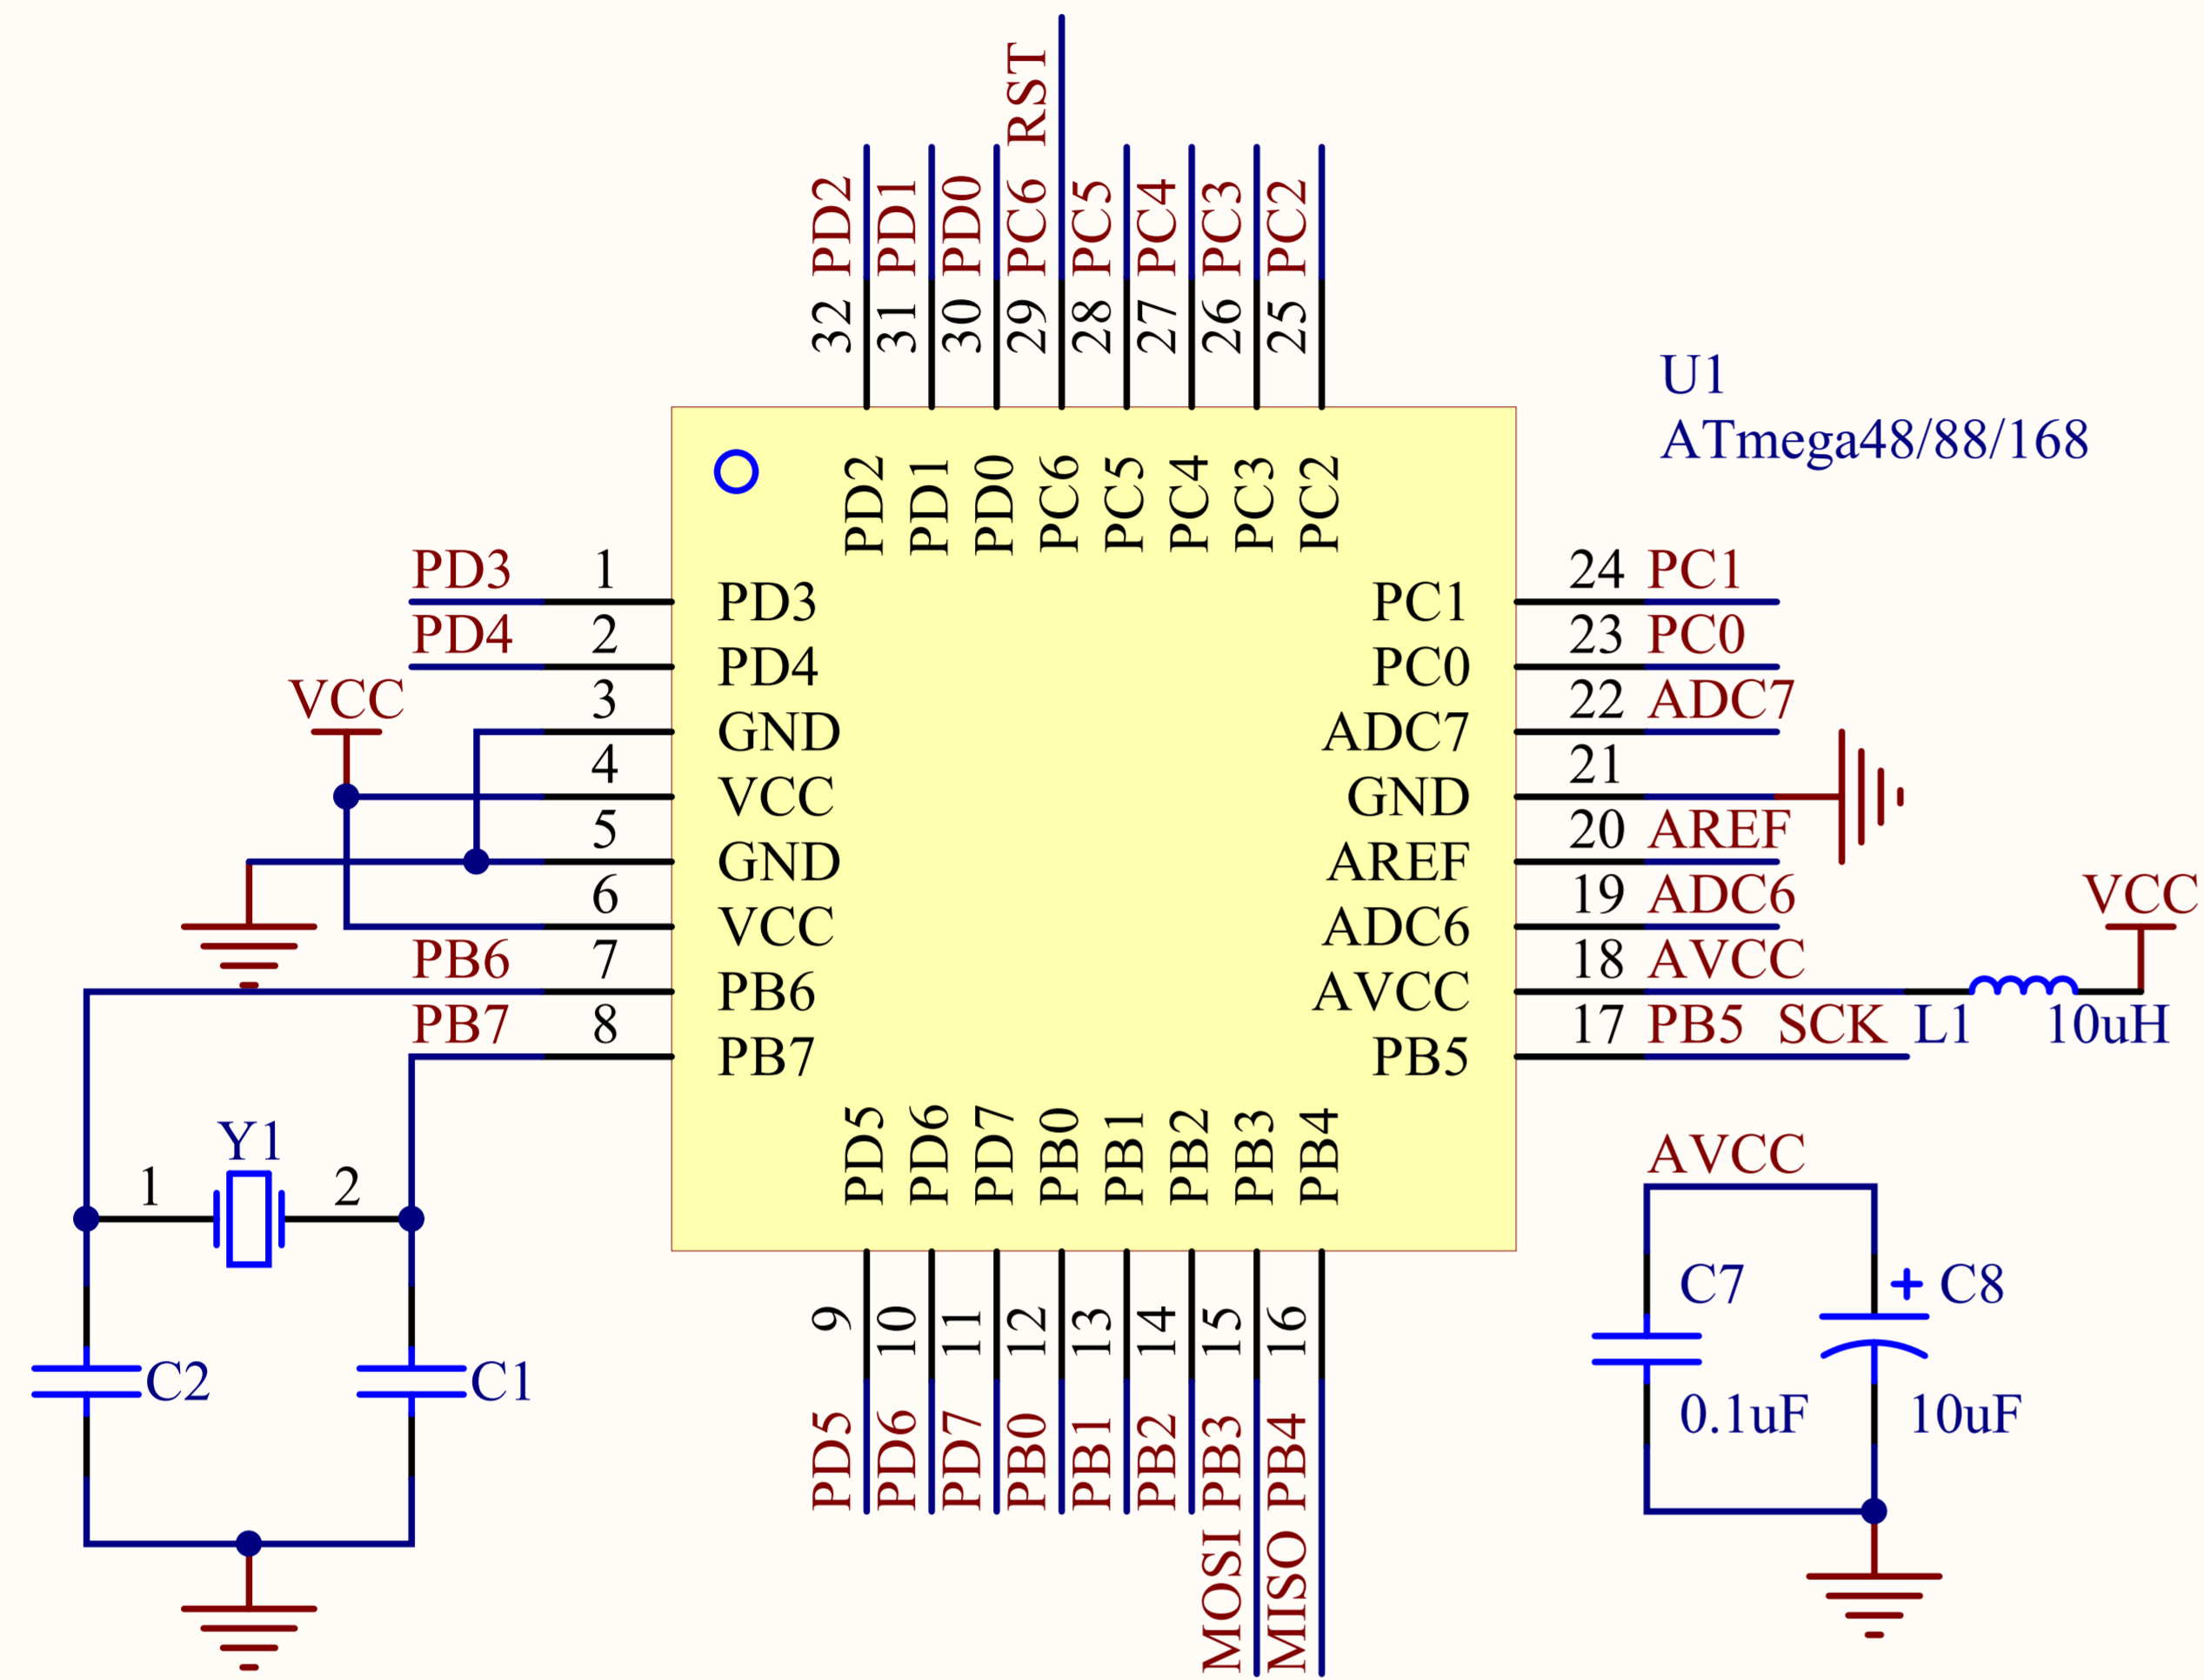 RST
PD2 PD1 PD0 PC6 PC5 PC4 PC3 PC2
32 31 30 29 28 27 26 25
U1
ATmega48/88/168
PD2 PD1 PD0 PC6 PC5 PC4 PC3 PC2
PD3 1 PD3 PC1 24 PC1
PD4 2 PD4 PC0 23 PC0
VCC 3 GND ADC7 22 ADC7
4 VCC GND 21
5 GND AREF 20 AREF
6 VCC ADC6 19 ADC6 VCC
PB6 7 PB6 AVCC 18 AVCC
PB7 8 PB7 PB5 17 PB5 SCK L1 10uH
PD5 PD6 PD7 PB0 PB1 PB2 PB3 PB4
Y1
1 2
AVCC
9 10 11 12 13 14 15 16
C7 + C8
C2 C1
0.1uF 10uF
PD5 PD6 PD7 PB0 PB1 PB2 PB3 PB4
MOSI MISO